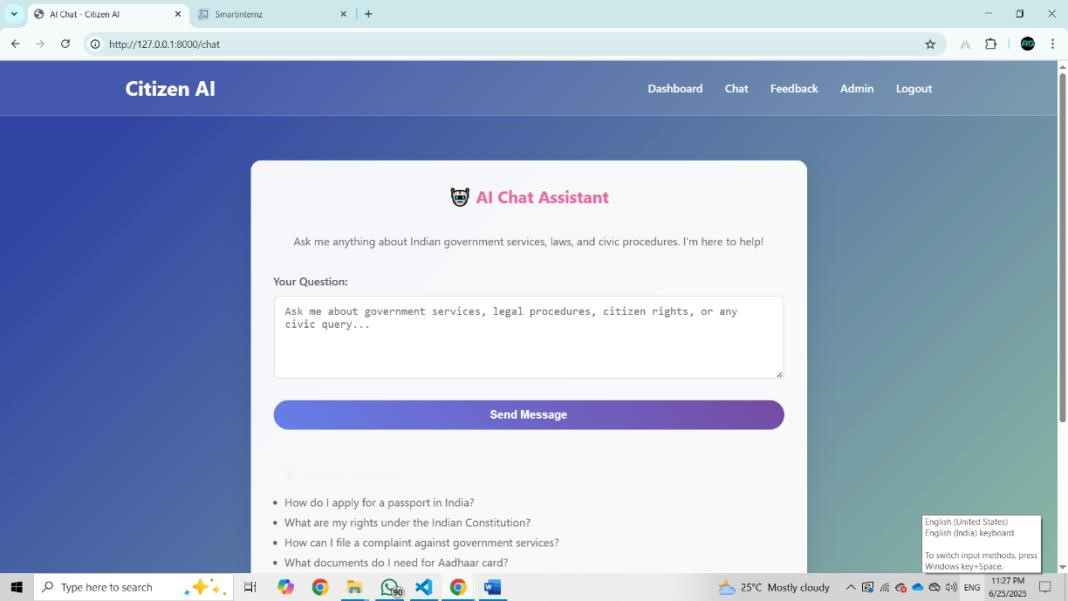 AI Chat - Citizen AI
Smartinternz
http://127.0.0.1:8000/chat
Citizen AI
Dashboard Chat Feedback Admin Logout
AI Chat Assistant
Ask me anything about Indian government services, laws, and civic procedures. I'm here to help!
Your Question:
Ask me about government services, legal procedures, citizen rights, or any
civic query...
Send Message
• How do I apply for a passport in India?
• What are my rights under the Indian Constitution?
• How can I file a complaint against government services?
• What documents do I need for Aadhaar card?
English (United States)
English (India) keyboard
To switch input methods, press
Windows key+Space.
Type here to search
90
25°C Mostly cloudy
ENG
11:27 PM
6/25/2025